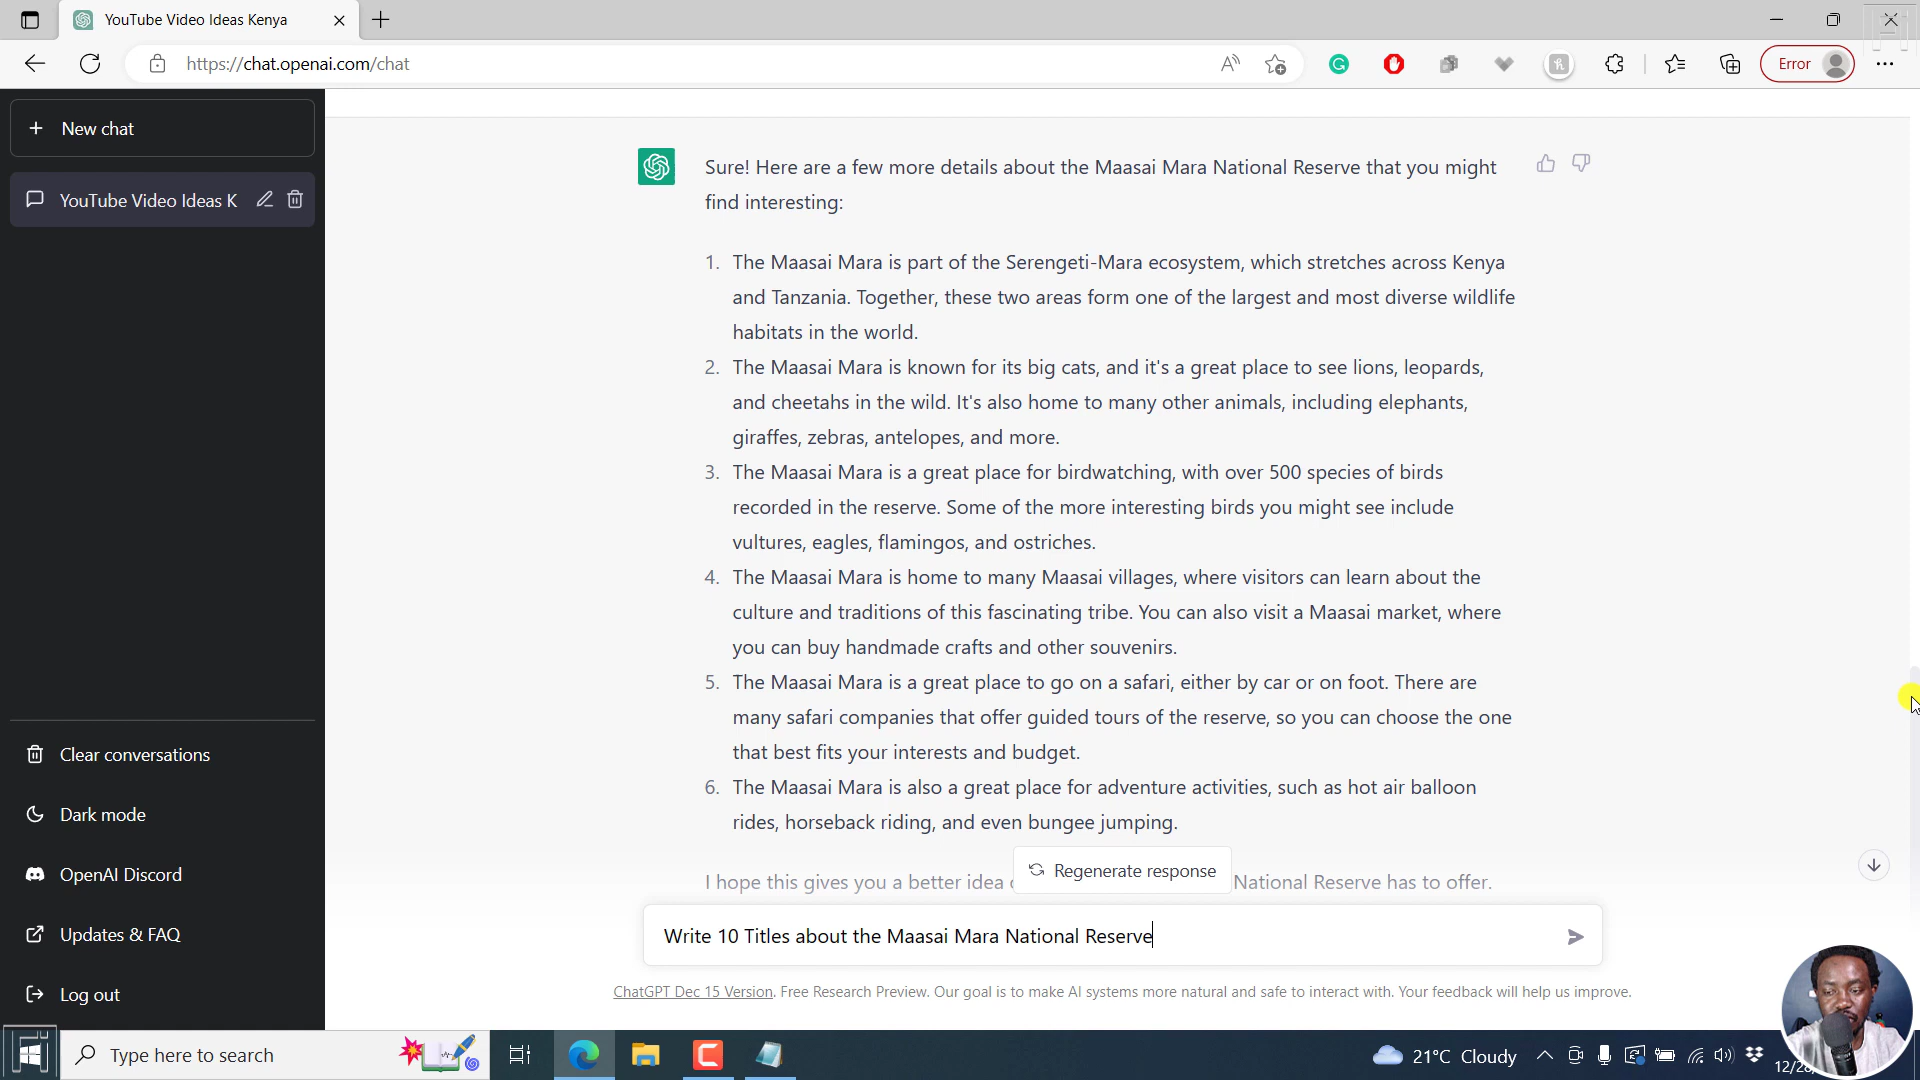 YouTube Video Ideas Kenya
https://chat.openai.com/chat
Error
New chat
YouTube Video Ideas K
Sure! Here are a few more details about the Maasai Mara National Reserve that you might
find interesting:
1. The Maasai Mara is part of the Serengeti-Mara ecosystem, which stretches across Kenya
and Tanzania. Together, these two areas form one of the largest and most diverse wildlife
habitats in the world.
2. The Maasai Mara is known for its big cats, and it's a great place to see lions, leopards,
and cheetahs in the wild. It's also home to many other animals, including elephants,
giraffes, zebras, antelopes, and more.
3. The Maasai Mara is a great place for birdwatching, with over 500 species of birds
recorded in the reserve. Some of the more interesting birds you might see include
vultures, eagles, flamingos, and ostriches.
4. The Maasai Mara is home to many Maasai villages, where visitors can learn about the
culture and traditions of this fascinating tribe. You can also visit a Maasai market, where
you can buy handmade crafts and other souvenirs.
5. The Maasai Mara is a great place to go on a safari, either by car or on foot. There are
many safari companies that offer guided tours of the reserve, so you can choose the one
that best fits your interests and budget.
6. The Maasai Mara is also a great place for adventure activities, such as hot air balloon
rides, horseback riding, and even bungee jumping.
I hope this gives you a better idea National Reserve has to offer.
Regenerate response
Write 10 Titles about the Maasai Mara National Reserve
ChatGPT Dec 15 Version. Free Research Preview. Our goal is to make AI systems more natural and safe to interact with. Your feedback will help us improve.
Clear conversations
Dark mode
OpenAI Discord
Updates & FAQ
Log out
Type here to search
21°C Cloudy